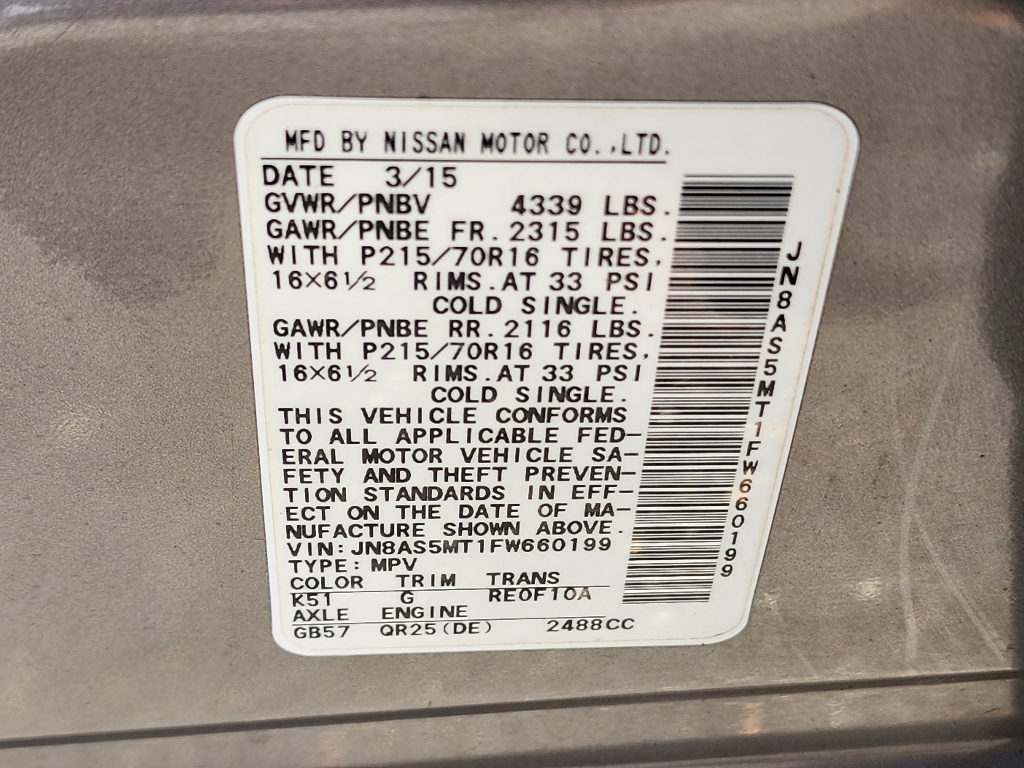 MFD BY NISSAN MOTOR CO.,LTD.
DATE 3/15
GVWR/PNBV 4339 LBS.
GAWR/PNBE FR. 2315 LBS.
WITH P215/70R16 TIRES,
16×6½ RIMS.AT 33 PSI
COLD SINGLE.
GAWR/PNBE RR. 2116 LBS.
WITH P215/70R16 TIRES,
16×6½ RIMS.AT 33 PSI
COLD SINGLE.
THIS VEHICLE CONFORMS
TO ALL APPLICABLE FED-
ERAL MOTOR VEHICLE SA-
FETY AND THEFT PREVEN-
TION STANDARDS IN EFF-
ECT ON THE DATE OF MA-
NUFACTURE SHOWN ABOVE.
VIN:JN8AS5MT1FW660199
TYPE:MPV
COLOR TRIM TRANS
K51 G RE0F10A
AXLE ENGINE
GB57 QR25(DE) 2488CC
JN8AS5MT1FW660199